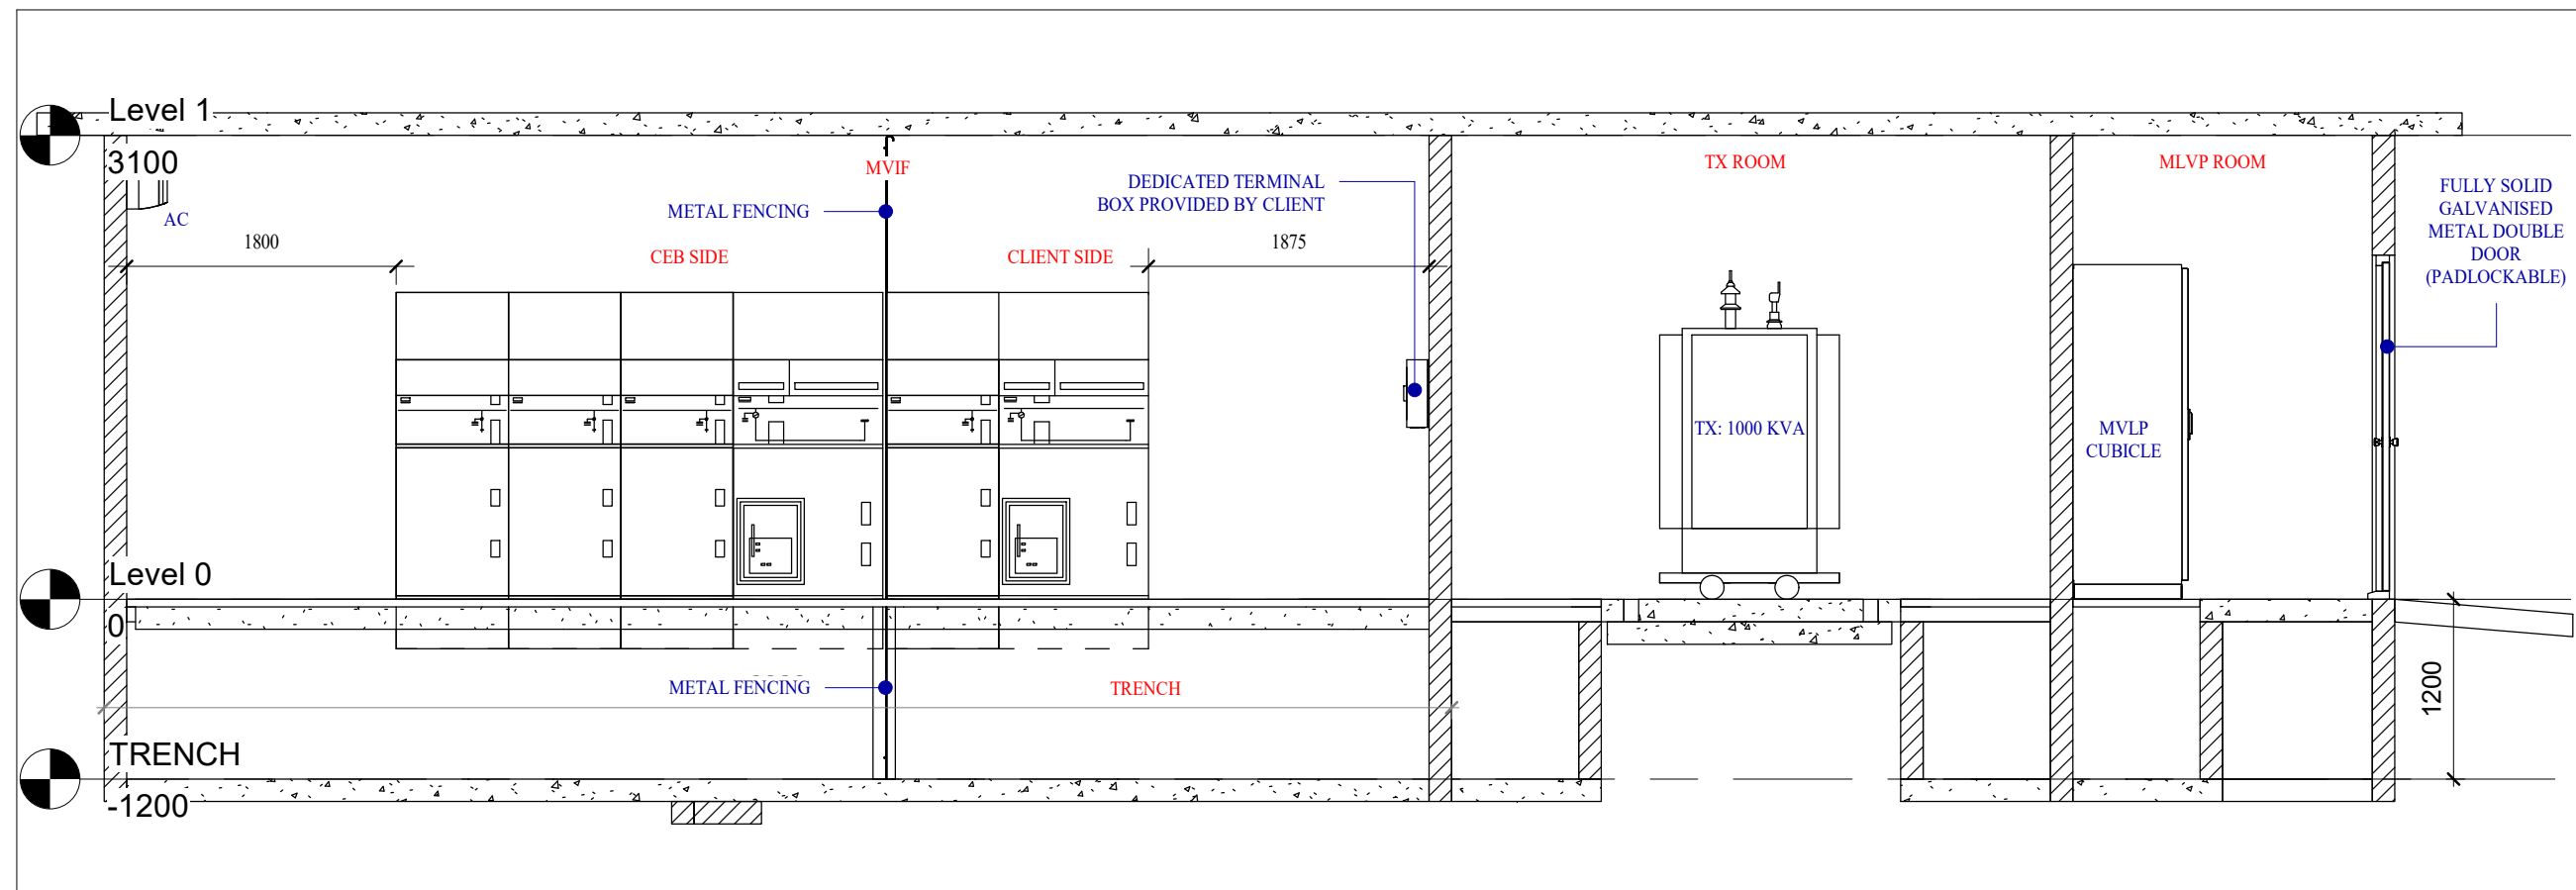 Level 1
3100
AC
1800
MVIF
METAL FENCING
CEB SIDE
CLIENT SIDE
DEDICATED TERMINAL
BOX PROVIDED BY CLIENT
1875
TX ROOM
MLVP ROOM
FULLY SOLID
GALVANISED
METAL DOUBLE
DOOR
(PADLOCKABLE)
TX: 1000 KVA
MVLP
CUBICLE
Level 0
0
METAL FENCING
TRENCH
1200
TRENCH
-1200